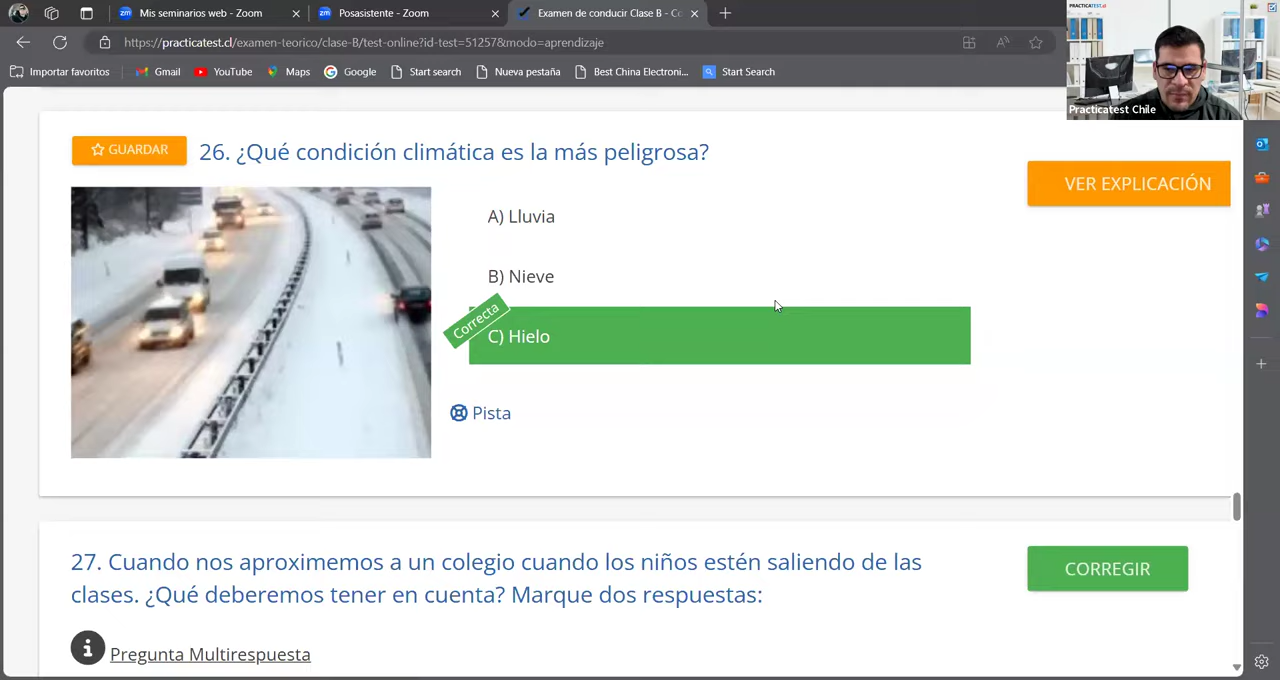 Mis seminarios web - Zoom
Posasistente - Zoom
Examen de conducir Clase B - Co
https://practicatest.cl/examen-teorico/clase-B/test-online?id-test=51257&modo=aprendizaje
Importar favoritos
Gmail
YouTube
Maps
Google
Start search
Nueva pestaña
Best China Electroni...
Start Search
PRACTICATEST.cl
Practicatest Chile
GUARDAR
26. ¿Qué condición climática es la más peligrosa?
VER EXPLICACIÓN
A) Lluvia
B) Nieve
Correcta
C) Hielo
Pista
27. Cuando nos aproximemos a un colegio cuando los niños estén saliendo de las
clases. ¿Qué deberemos tener en cuenta? Marque dos respuestas:
CORREGIR
Pregunta Multirespuesta